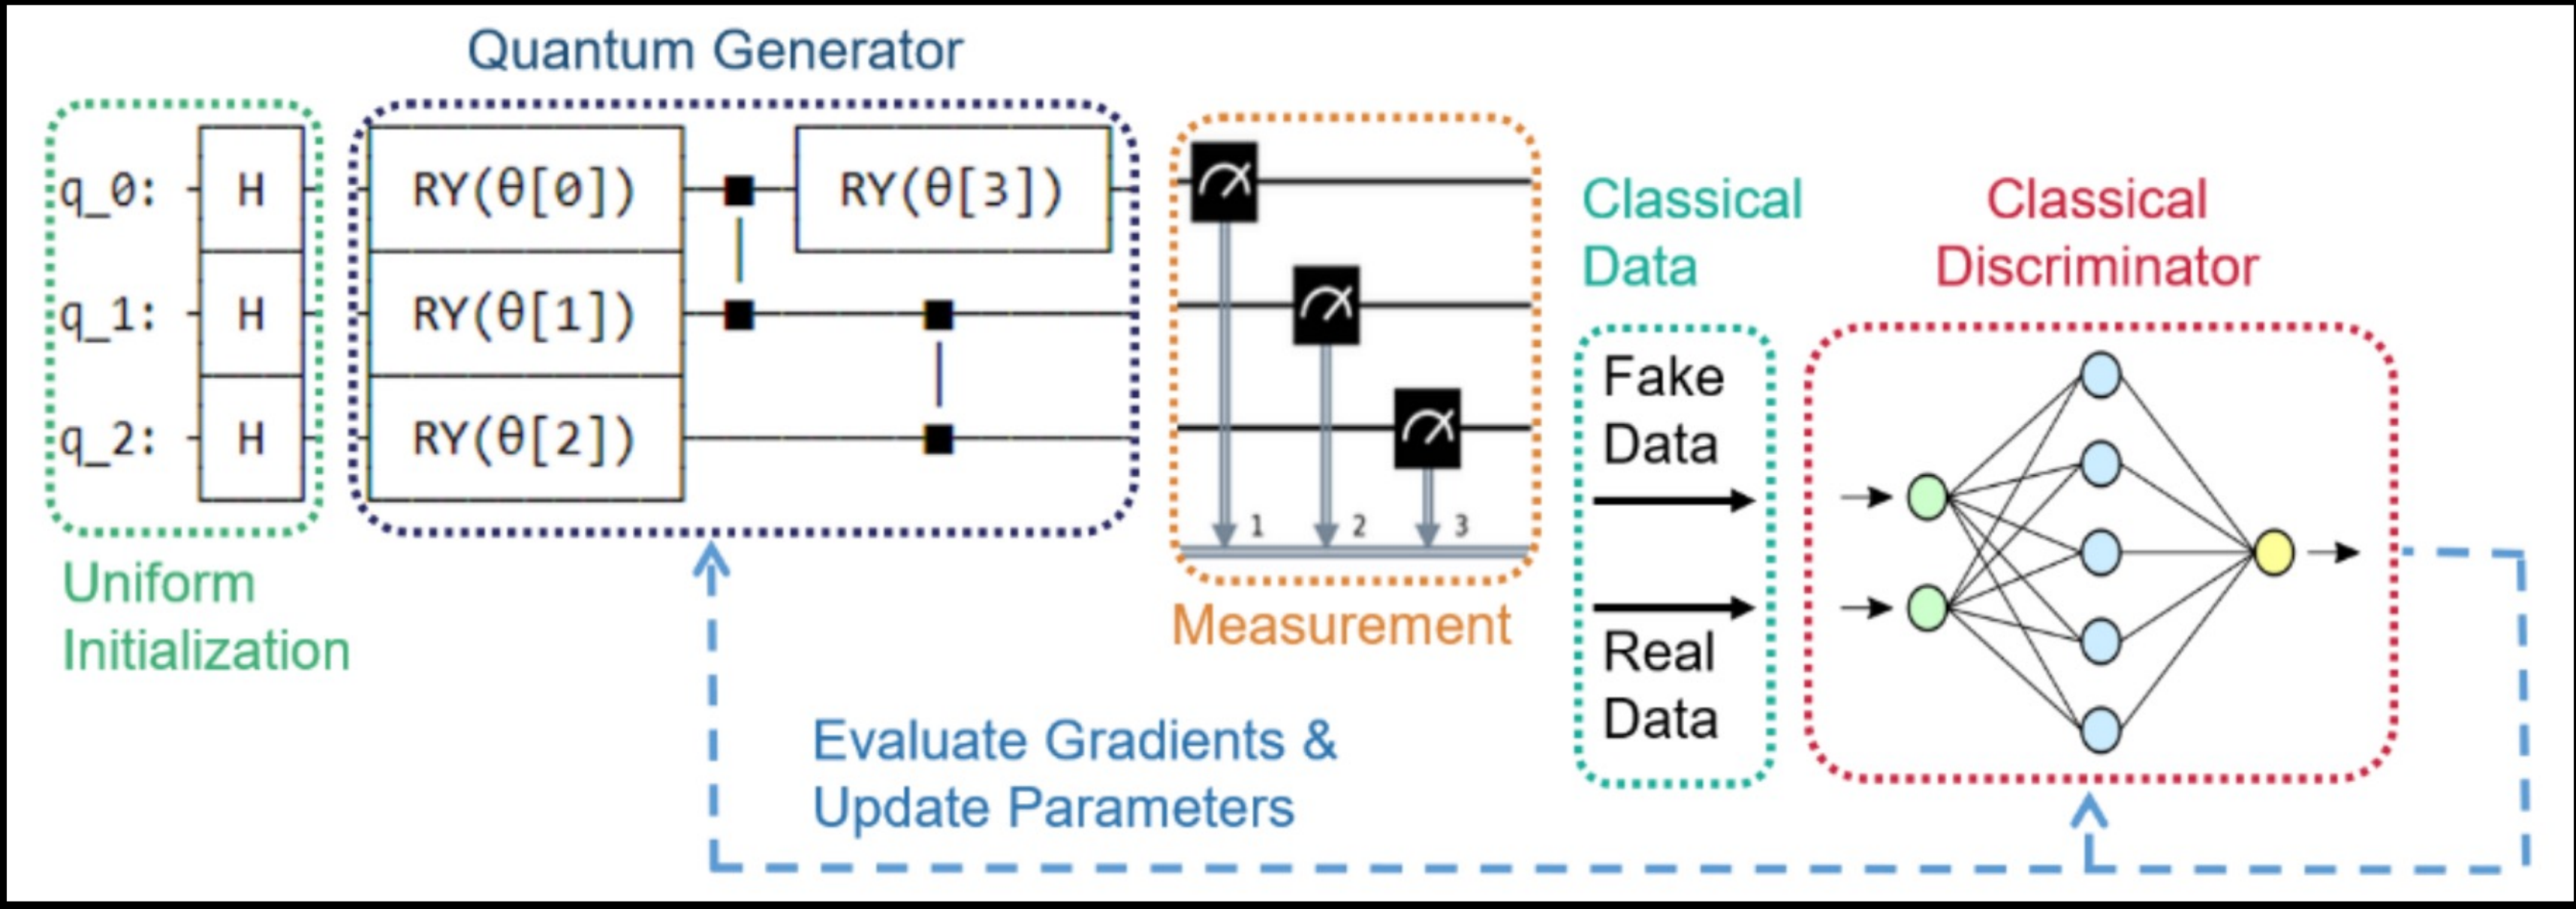 Quantum Generator
q_0:
H
RY(θ[0])
RY(θ[3])
q_1:
H
RY(θ[1])
q_2:
H
RY(θ[2])
Uniform
Initialization
1
2
3
Measurement
Classical
Data
Fake
Data
Real
Data
Classical
Discriminator
Evaluate Gradients &
Update Parameters